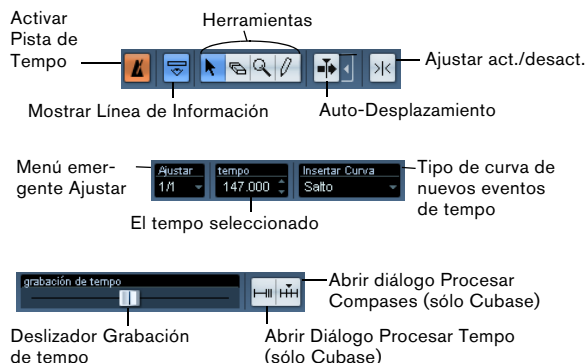 Activar
Pista de
Tempo
Herramientas
Ajustar act./desact.
Mostrar Línea de Información
Auto-Desplazamiento
Menú emer-
gente Ajustar
Ajustar
1/1
tempo
147.000
Insertar Curva
Salto
Tipo de curva de
nuevos eventos
de tempo
El tempo seleccionado
grabación de tempo
Abrir diálogo Procesar
Compases (sólo Cubase)
Deslizador Grabación
de tempo
Abrir Diálogo Procesar Tempo
(sólo Cubase)